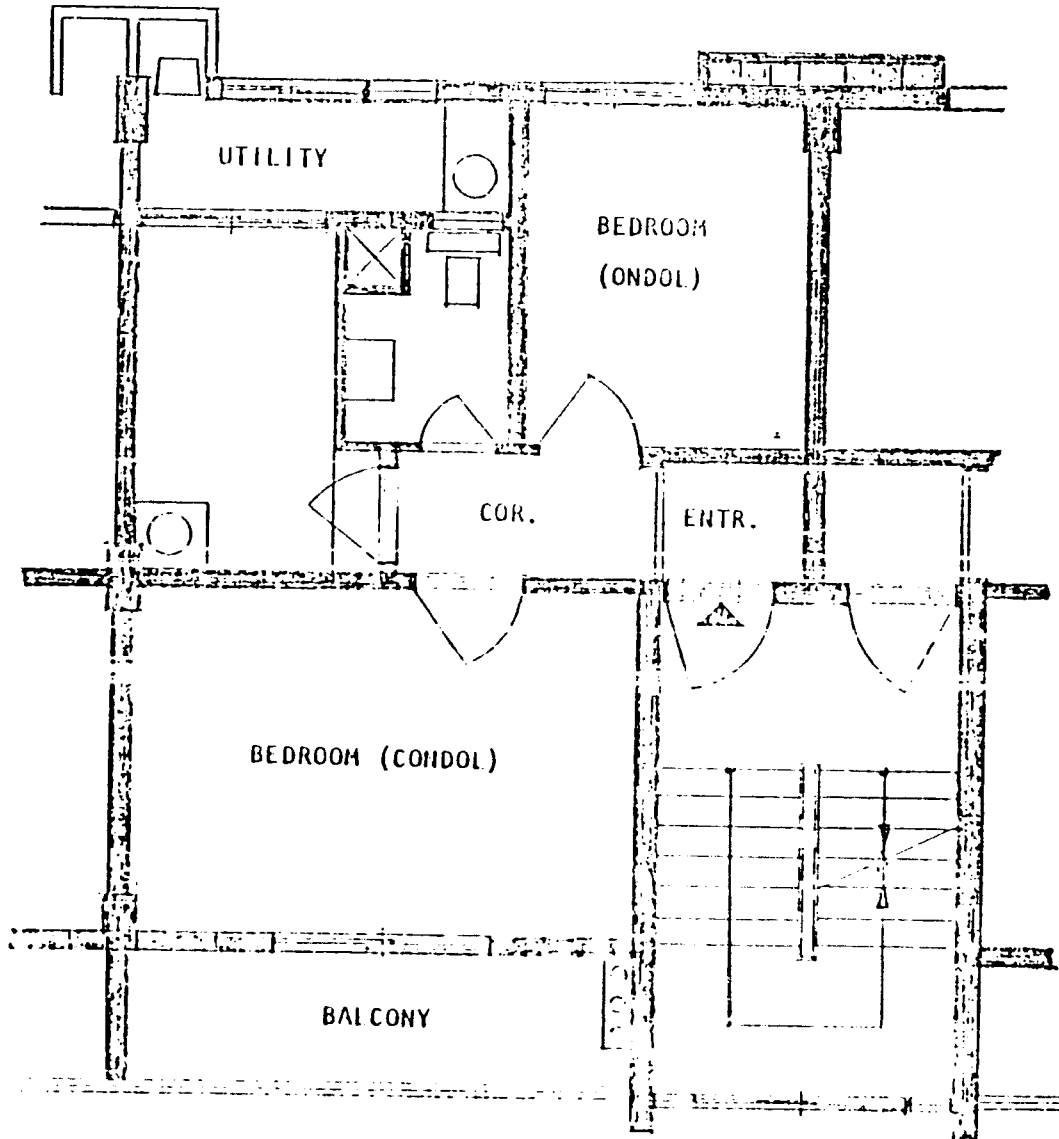 UTILITY
BEDROOM
(ONDOL)
COR.
ENTR.
BEDROOM (CONDOL)
BALCONY